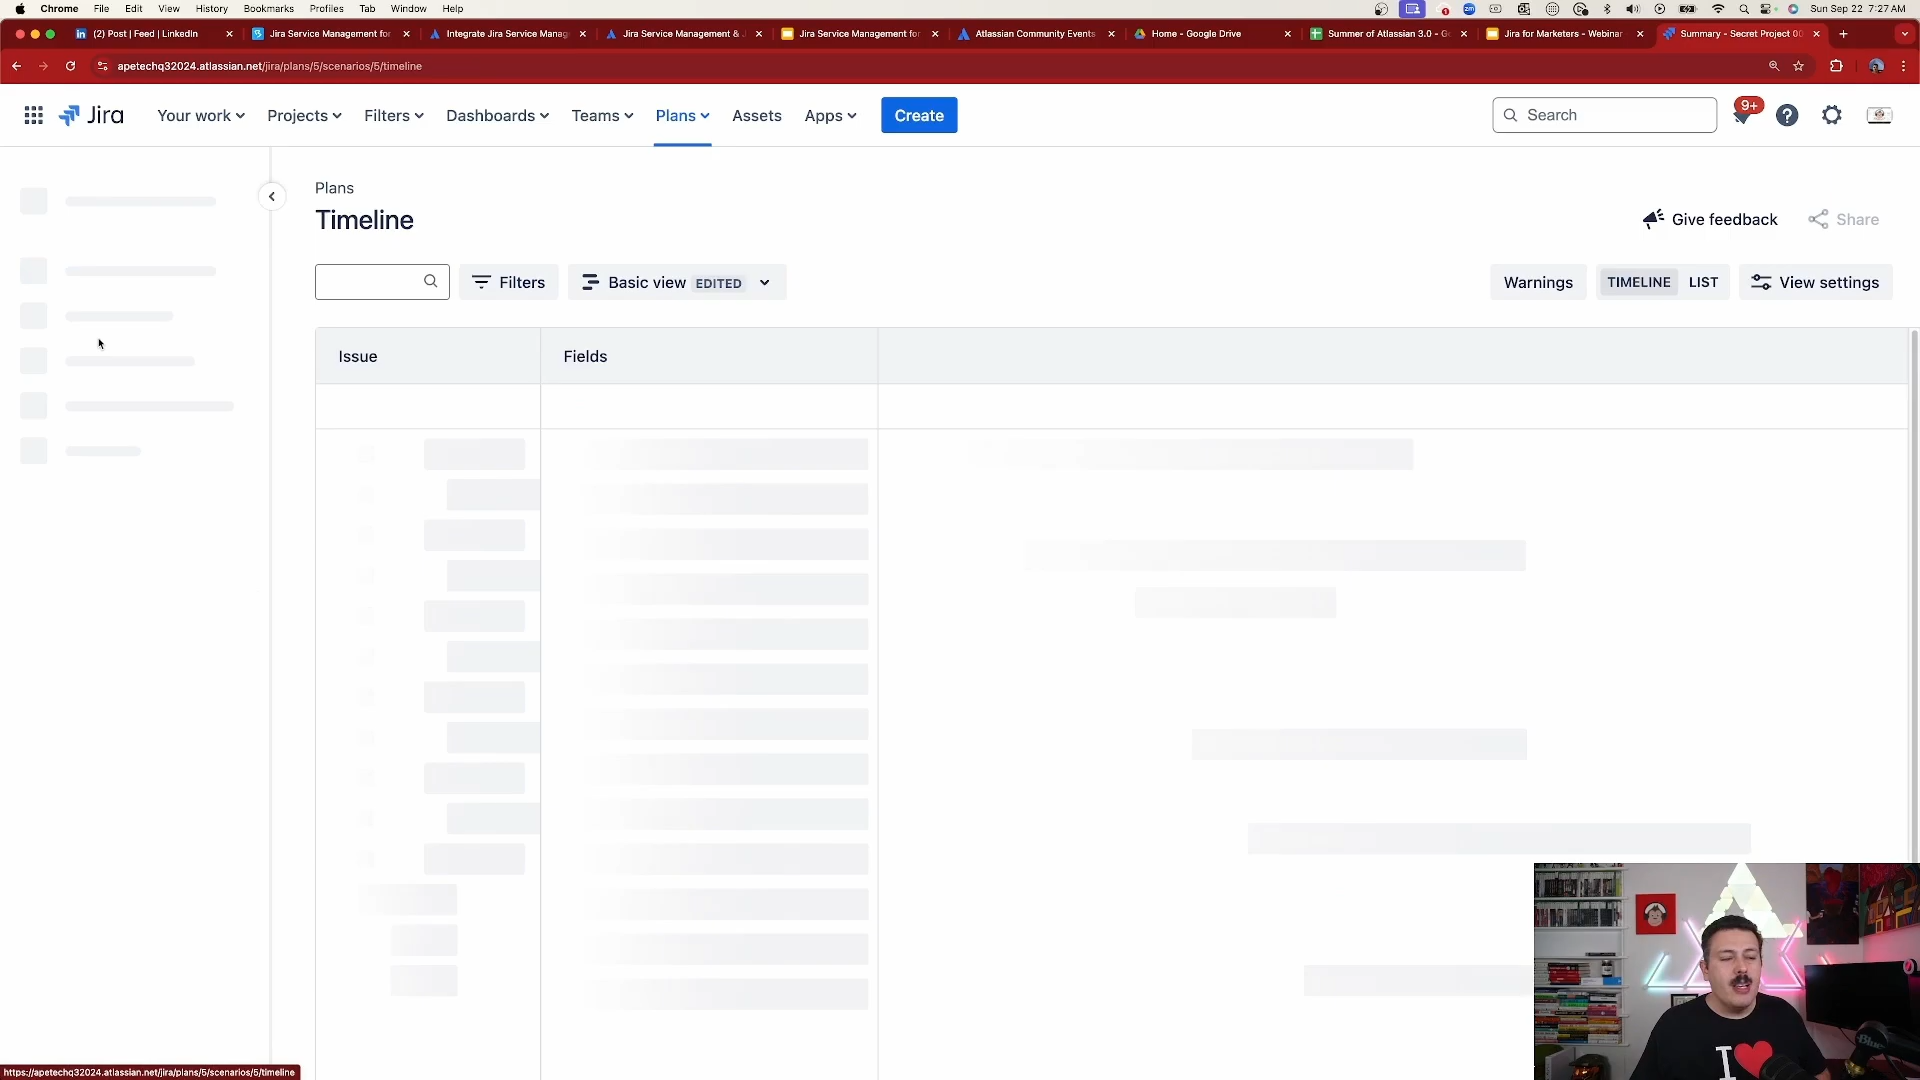 Chrome File Edit View History Bookmarks Profiles Tab Window Help
Sun Sep 22 7:27 AM
(2) Post | Feed | LinkedIn
Jira Service Management for
Integrate Jira Service Manag
Jira Service Management & J
Jira Service Management for
Atlassian Community Events
Home - Google Drive
Summer of Atlassian 3.0 - Go
Jira for Marketers - Webinar
Summary - Secret Project 00
apetechq32024.atlassian.net/jira/plans/5/scenarios/5/timeline
Jira
Your work
Projects
Filters
Dashboards
Teams
Plans
Assets
Apps
Create
Search
9+
Plans
Timeline
Give feedback
Share
Filters
Basic view EDITED
Warnings
TIMELINE
LIST
View settings
Issue
Fields
I
https://apetechq32024.atlassian.net/jira/plans/5/scenarios/5/timeline